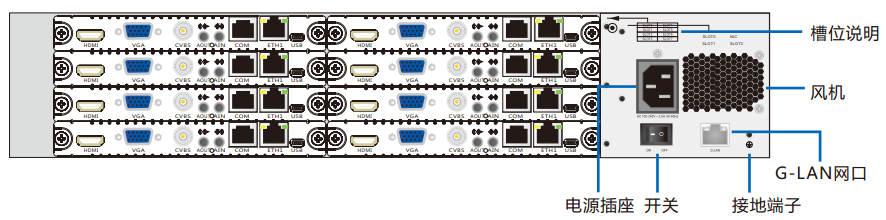 HDMI VGA CVBS AOUT AIN COM ETH1 USB
HDMI VGA CVBS AOUT AIN COM ETH1 USB
HDMI VGA CVBS AOUT AIN COM ETH1 USB
HDMI VGA CVBS AOUT AIN COM ETH1 USB
HDMI VGA CVBS AOUT AIN COM ETH1 USB
HDMI VGA CVBS AOUT AIN COM ETH1 USB
HDMI VGA CVBS AOUT AIN COM ETH1 USB
HDMI VGA CVBS AOUT AIN COM ETH1 USB
ON OFF
G-LAN
槽位说明
风机
G-LAN网口
电源插座
开关
接地端子